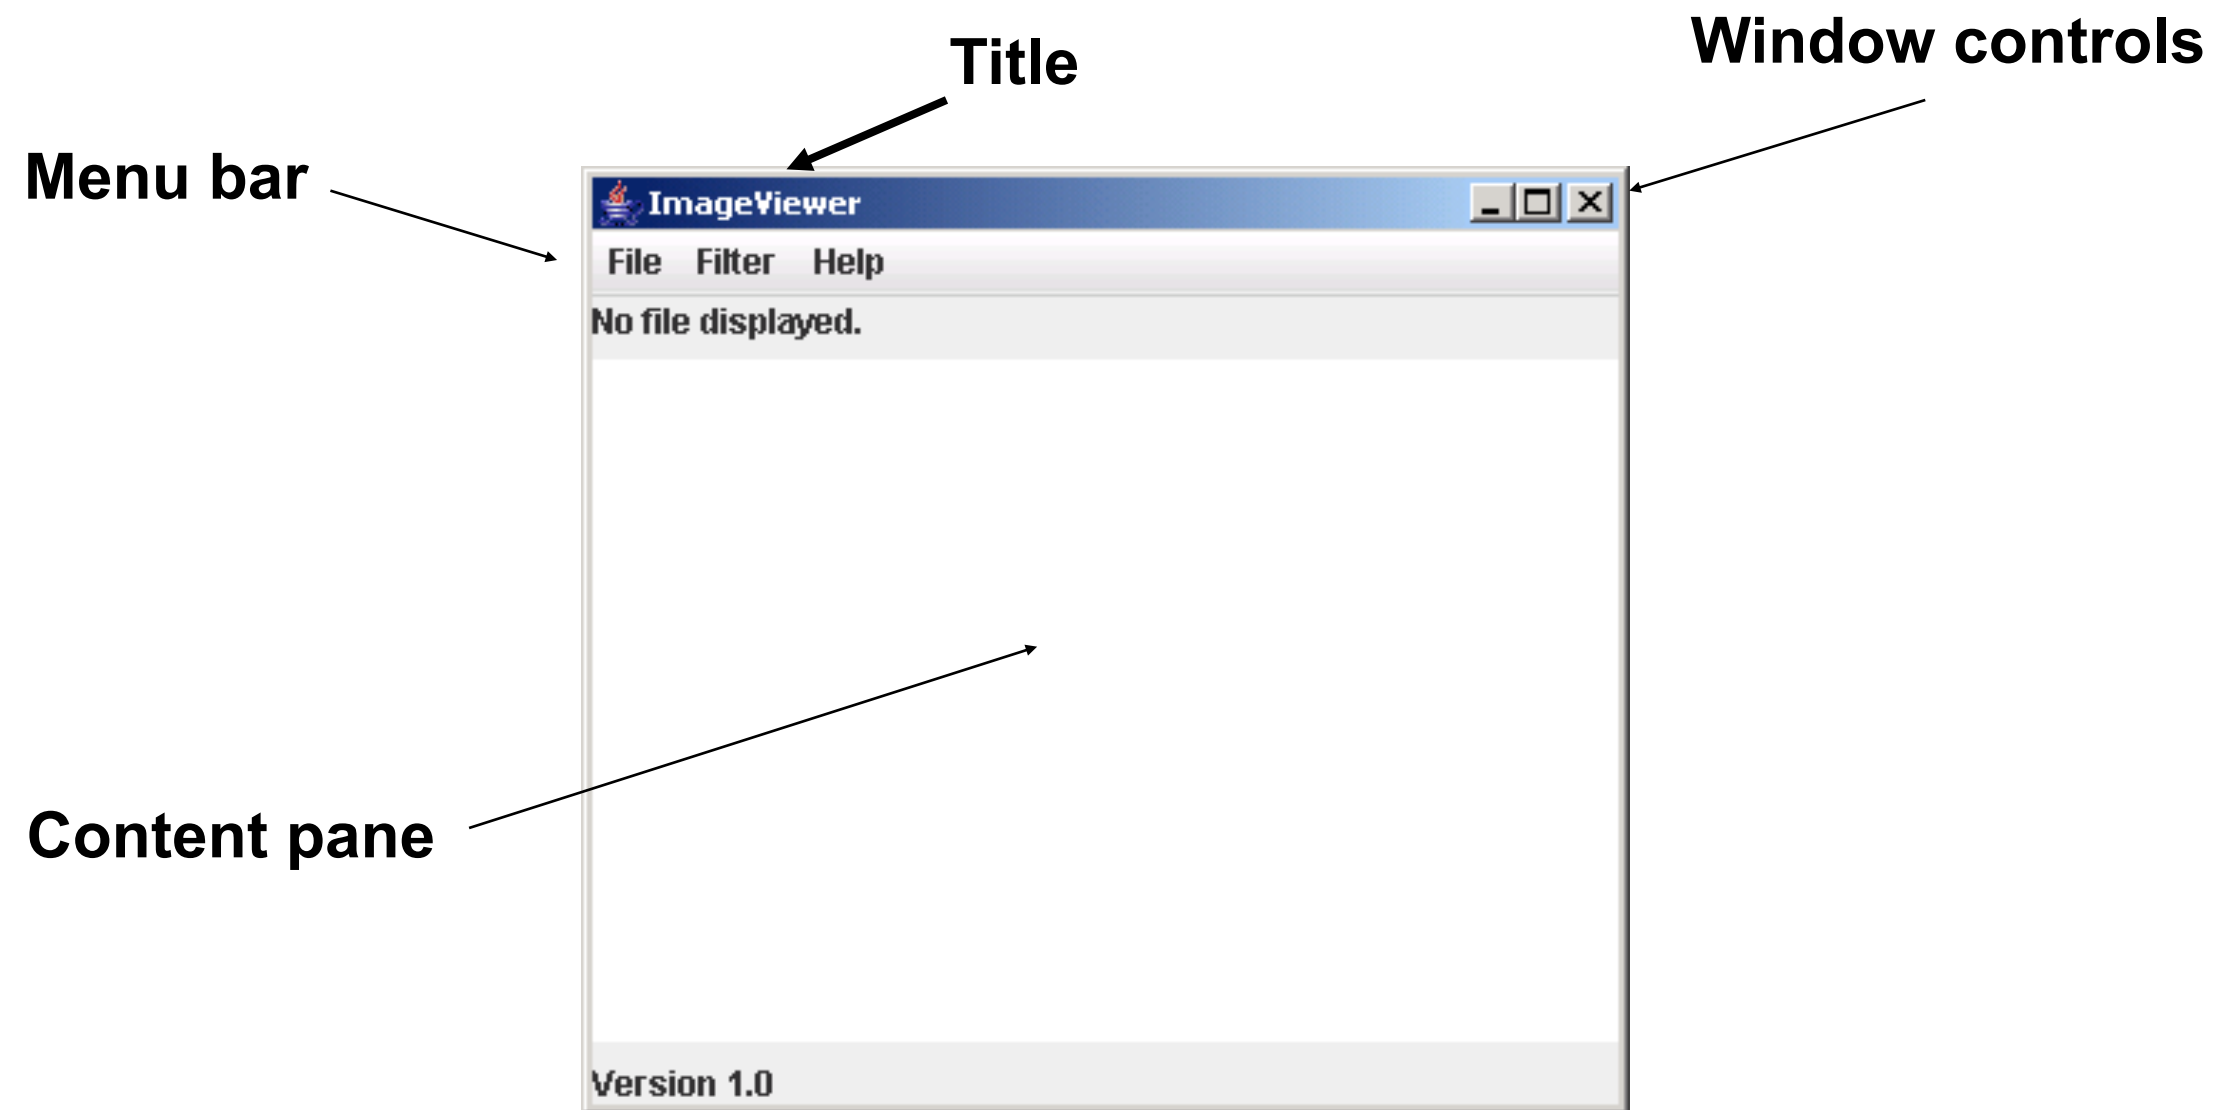 Window controls
Title
Menu bar
ImageViewer
File Filter Help
No file displayed.
Content pane
Version 1.0